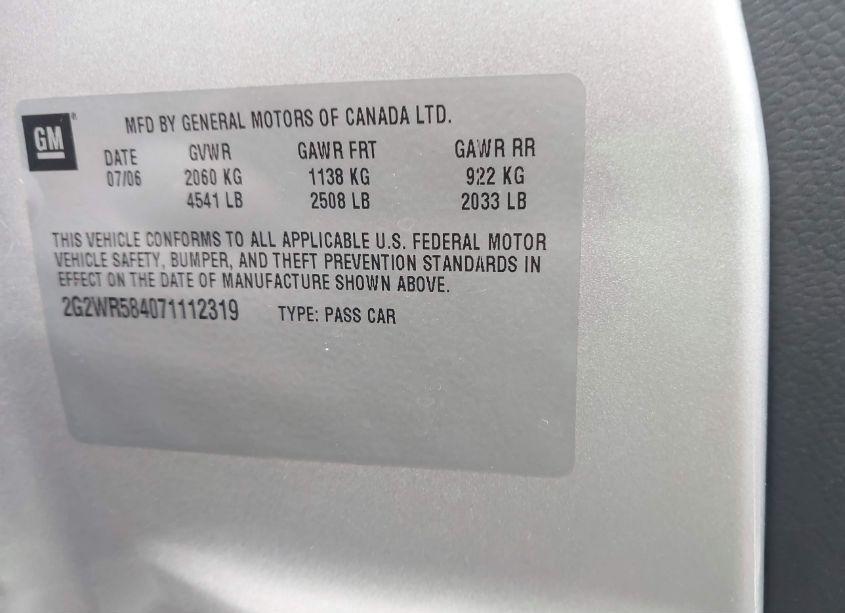 GM®
MFD BY GENERAL MOTORS OF CANADA LTD.
DATE GVWR GAWR FRT GAWR RR
07/06 2060 KG 1138 KG 922 KG
4541 LB 2508 LB 2033 LB
THIS VEHICLE CONFORMS TO ALL APPLICABLE U.S. FEDERAL MOTOR
VEHICLE SAFETY, BUMPER, AND THEFT PREVENTION STANDARDS IN
EFFECT ON THE DATE OF MANUFACTURE SHOWN ABOVE.
2G2WR584071112319 TYPE: PASS CAR